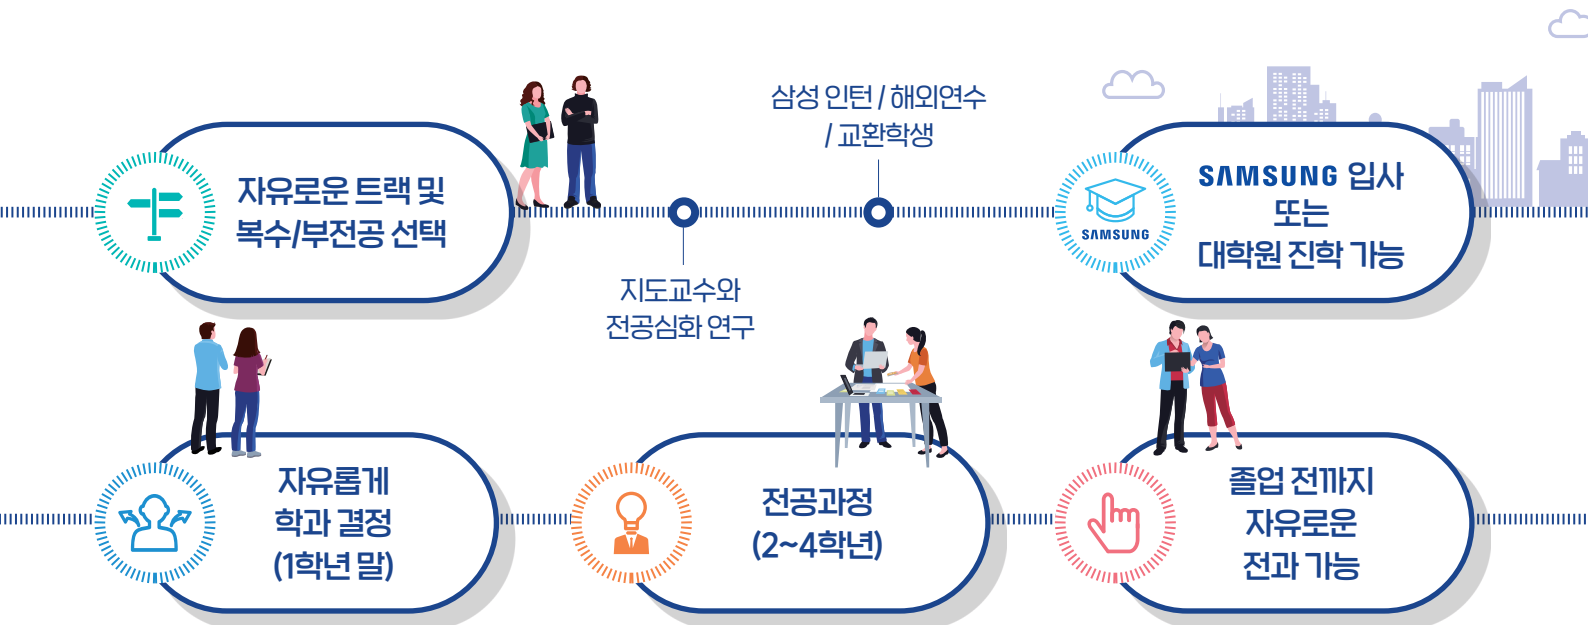 자유로운 트랙 및
복수/부전공 선택
지도교수와
전공심화 연구
삼성 인턴 / 해외연수
/ 교환학생
SAMSUNG
SAMSUNG 입사
또는
대학원 진학 가능
자유롭게
학과 결정
(1학년 말)
전공과정
(2~4학년)
졸업 전까지
자유로운
전과 가능